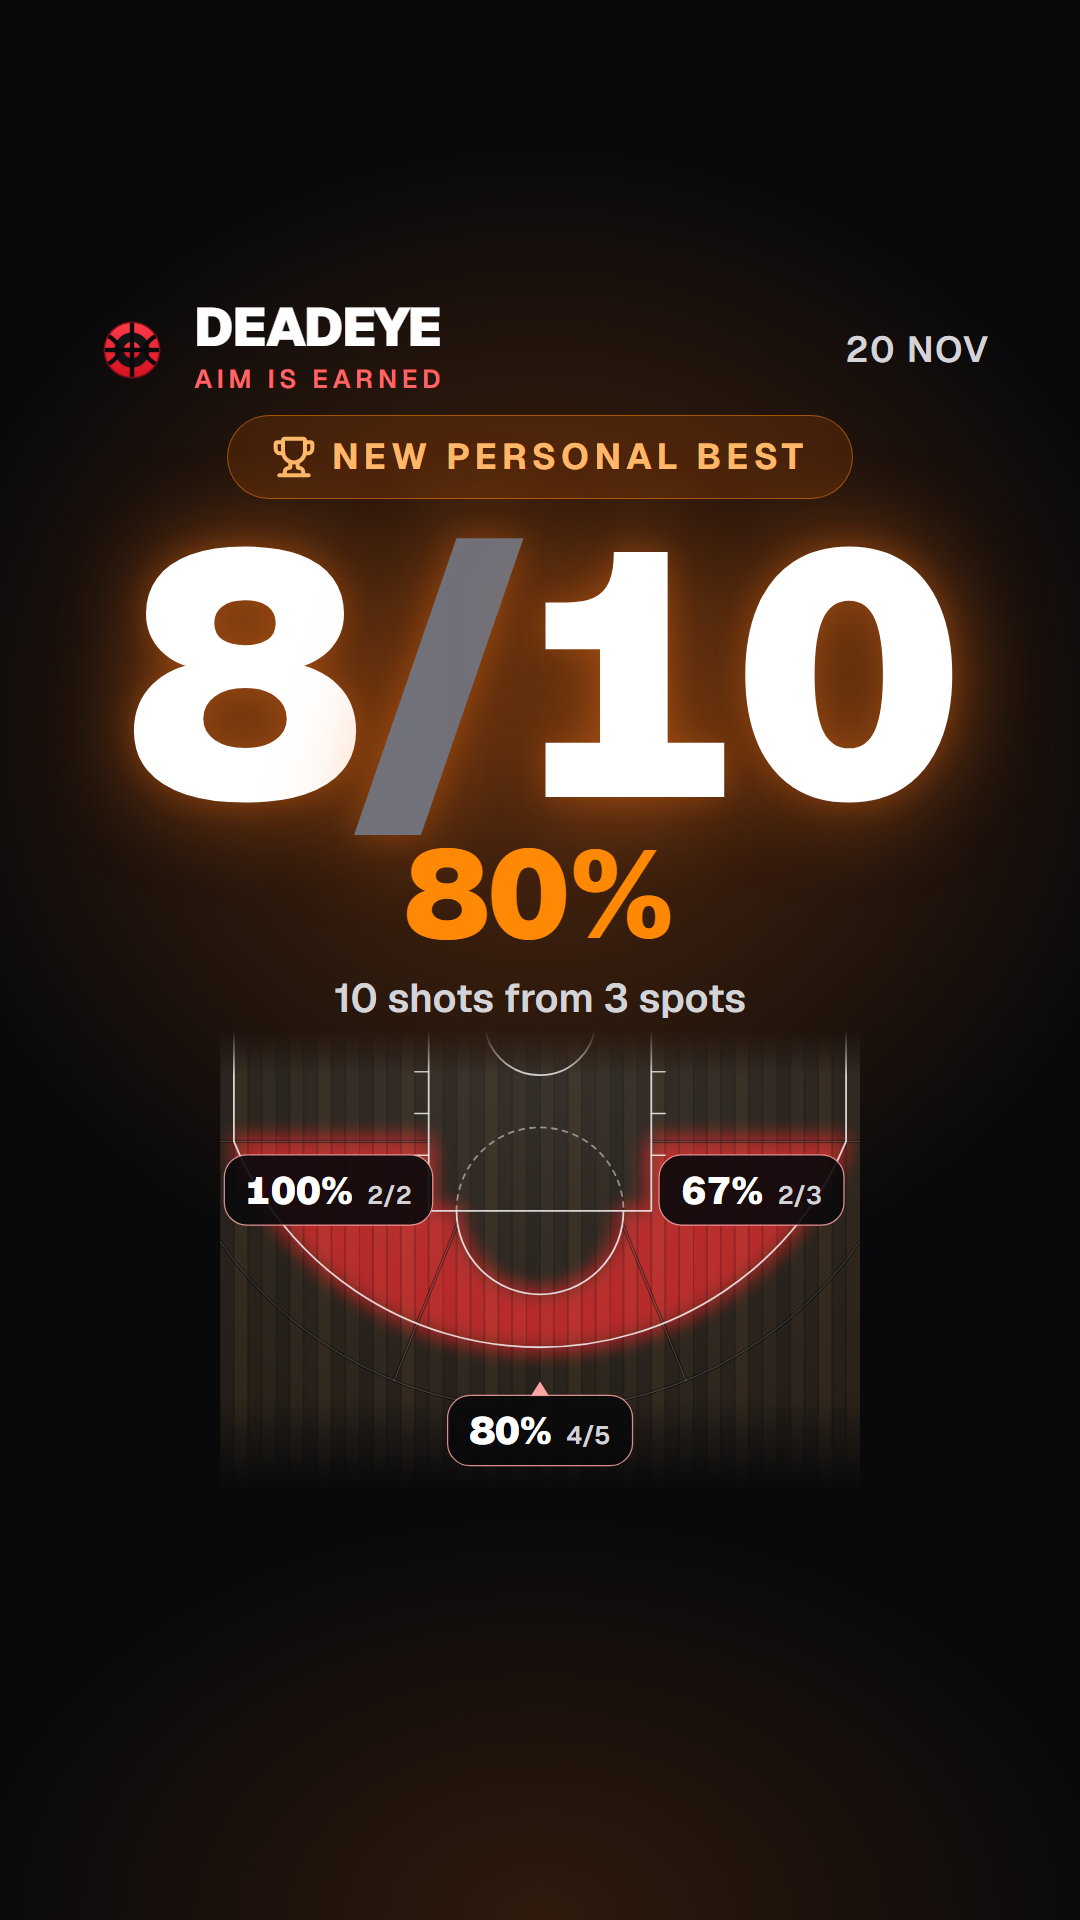 DEADEYE
AIM IS EARNED
20 NOV
NEW PERSONAL BEST
8/10
80%
10 shots from 3 spots
100% 2/2
67% 2/3
80% 4/5